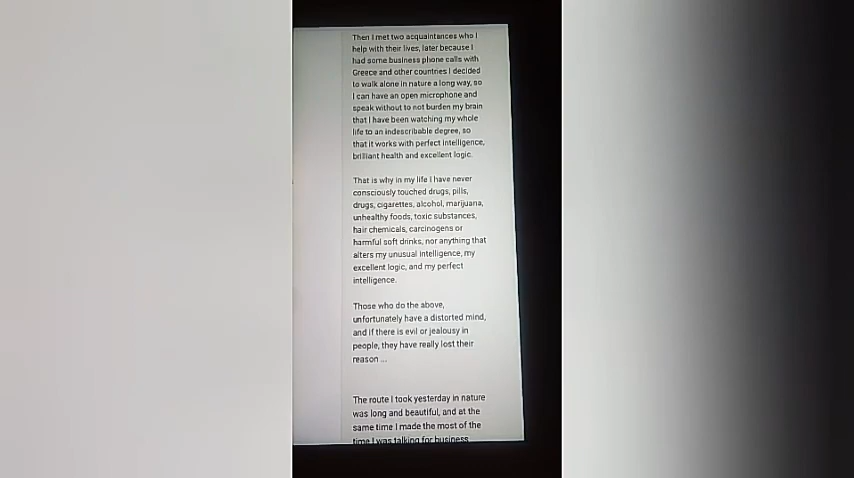 Then I met two acquaintances who I
help with their lives, later because I
had some business phone calls with
Greece and other countries I decided
to walk alone in nature a long way, so
I can have an open microphone and
speak without to not burden my brain
that I have been watching my whole
life to an indescribable degree, so
that it works with perfect intelligence,
brilliant health and excellent logic.
That is why in my life I have never
consciously touched drugs, pills,
drugs, cigarettes, alcohol, marijuana,
unhealthy foods, toxic substances,
hair chemicals, carcinogens or
harmful soft drinks, nor anything that
alters my unusual intelligence, my
excellent logic, and my perfect
intelligence.
Those who do the above,
unfortunately have a distorted mind,
and if there is evil or jealousy in
people, they have really lost their
reason ...
The route I took yesterday in nature
was long and beautiful, and at the
same time I made the most of the
time I was talking for business